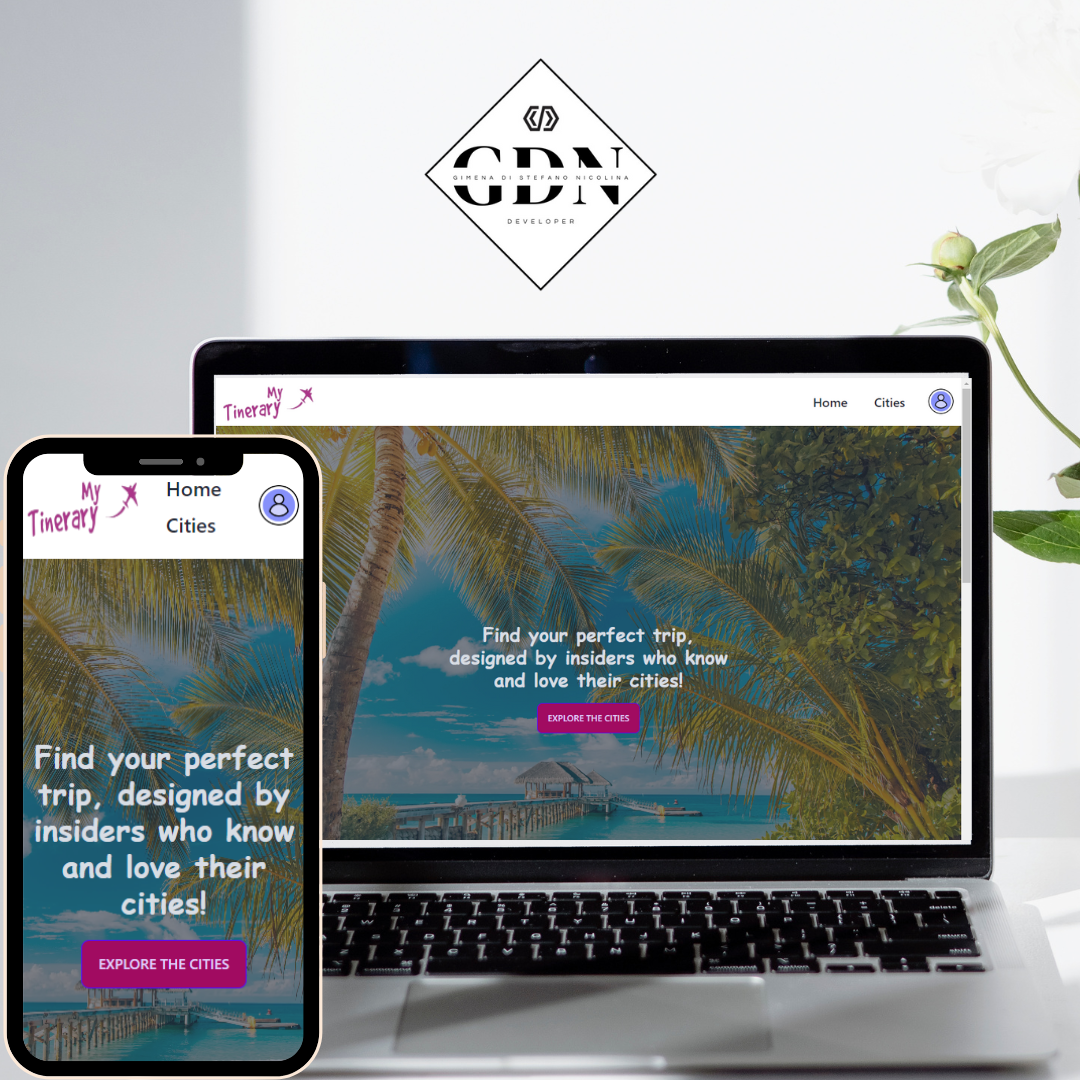 GDN
GIMENA DI STEFANO NICOLINA
DEVELOPER
My
Tinerary
Home
Cities
Find your perfect trip,
designed by insiders who know
and love their cities!
EXPLORE THE CITIES
My
Tinerary
Home
Cities
Find your perfect
trip, designed by
insiders who know
and love their
cities!
EXPLORE THE CITIES
delete